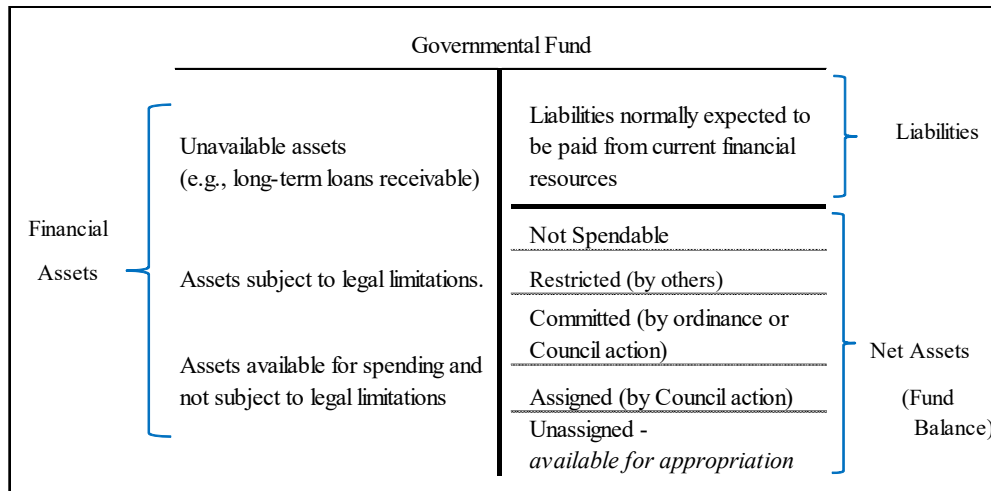 Governmental Fund
Financial
Assets
Unavailable assets
(e.g., long-term loans receivable)
Assets subject to legal limitations.
Assets available for spending and
not subject to legal limitations
Liabilities normally expected to
be paid from current financial
resources
Liabilities
Not Spendable
Restricted (by others)
Committed (by ordinance or
Council action)
Assigned (by Council action)
Unassigned -
available for appropriation
Net Assets
(Fund
Balance)